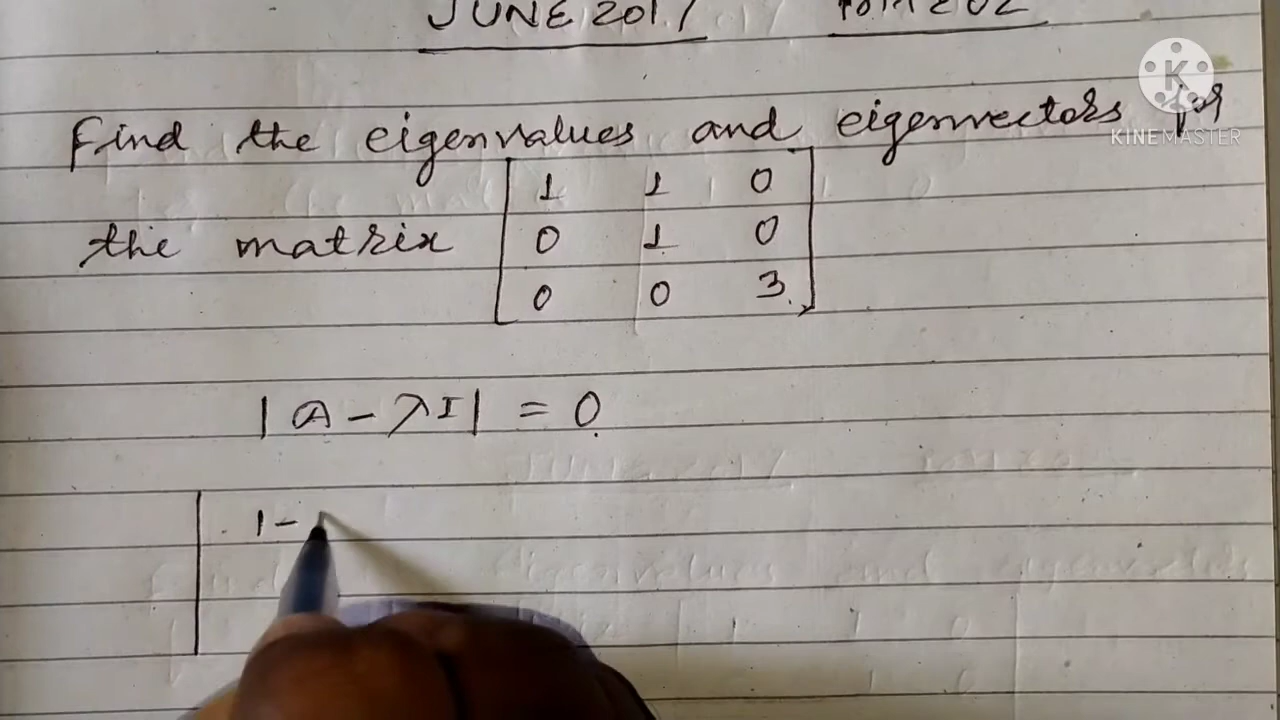 JUNE 2017
Find the eigenvalues and eigenvectors for
KINEMASTER
the matrix
1 1 0
0 1 0
0 0 3
|A - λI| = 0
1 -